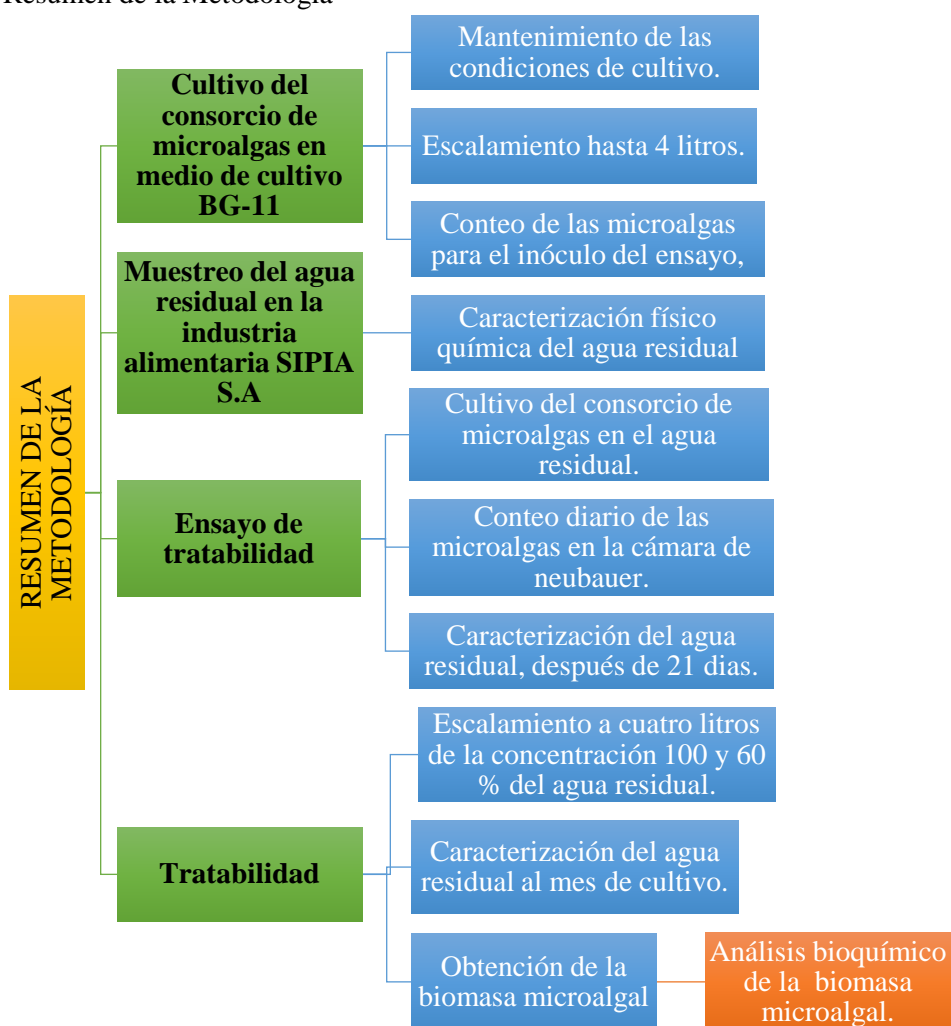 Resumen de la Metodología
RESUMEN DE LA
METODOLOGÍA
Cultivo del
consorcio de
microalgas en
medio de cultivo
BG-11
Mantenimiento de las
condiciones de cultivo.
Escalamiento hasta 4 litros.
Conteo de las microalgas
para el inóculo del ensayo,
Muestreo del agua
residual en la
industria
alimentaria SIPIA
S.A
Caracterización físico
química del agua residual
Ensayo de
tratabilidad
Cultivo del consorcio de
microalgas en el agua
residual.
Conteo diario de las
microalgas en la cámara de
neubauer.
Caracterización del agua
residual, después de 21 dias.
Tratabilidad
Escalamiento a cuatro litros
de la concentración 100 y 60
% del agua residual.
Caracterización del agua
residual al mes de cultivo.
Obtención de la
biomasa microalgal
Análisis bioquímico
de la biomasa
microalgal.